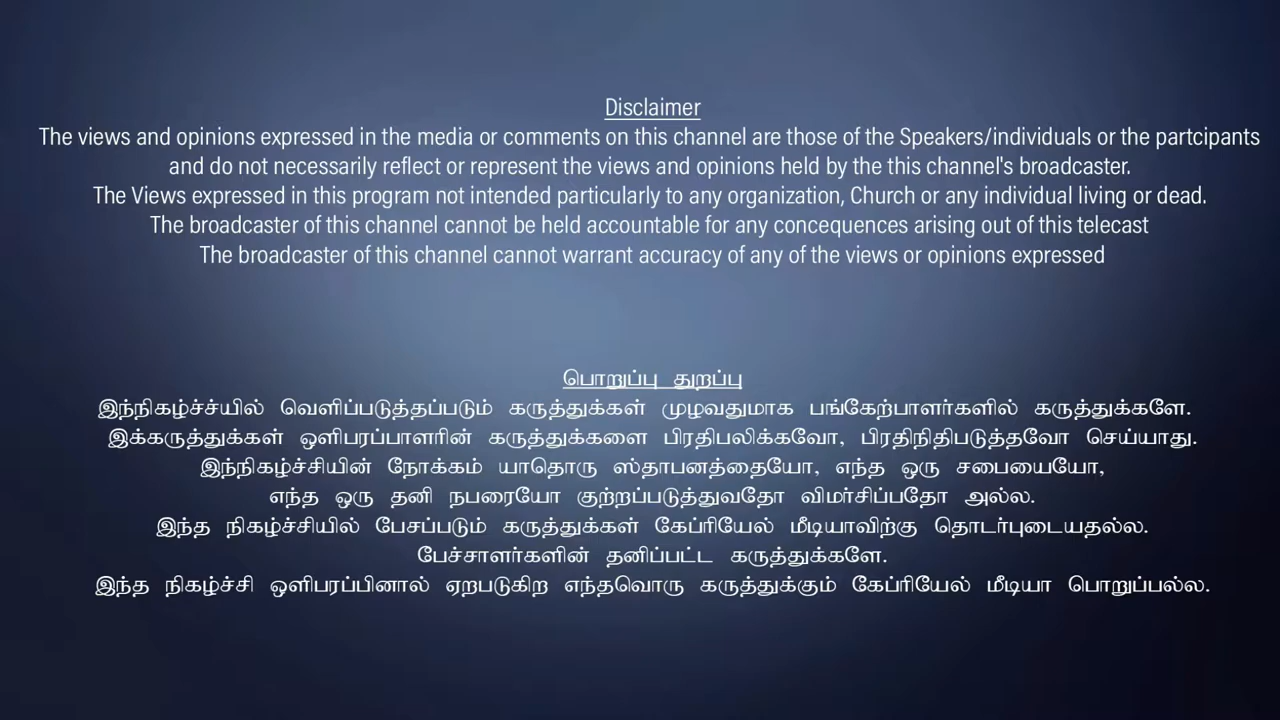 Disclaimer
The views and opinions expressed in the media or comments on this channel are those of the Speakers/individuals or the partcipants
and do not necessarily reflect or represent the views and opinions held by the this channel's broadcaster.
The Views expressed in this program not intended particularly to any organization, Church or any individual living or dead.
The broadcaster of this channel cannot be held accountable for any concequences arising out of this telecast
The broadcaster of this channel cannot warrant accuracy of any of the views or opinions expressed
பொறுப்பு துறப்பு
இந்நிகழ்ச்ச்யில் வெளிப்படுத்தப்படும் கருத்துக்கள் முழவதுமாக பங்கேற்பாளர்களில் கருத்துக்களே.
இக்கருத்துக்கள் ஒளிபரப்பாளரின் கருத்துக்களை பிரதிபலிக்கவோ, பிரதிநிதிபடுத்தவோ செய்யாது.
இந்நிகழ்ச்சியின் நோக்கம் யாதொரு ஸ்தாபனத்தையோ, எந்த ஒரு சபையையோ,
எந்த ஒரு தனி நபரையோ குற்றப்படுத்துவதோ விமர்சிப்பதோ அல்ல.
இந்த நிகழ்ச்சியில் பேசப்படும் கருத்துக்கள் கேப்ரியேல் மீடியாவிற்கு தொடர்புடையதல்ல.
பேச்சாளர்களின் தனிப்பட்ட கருத்துக்களே.
இந்த நிகழ்ச்சி ஒளிபரப்பினால் ஏறபடுகிற எந்தவொரு கருத்துக்கும் கேப்ரியேல் மீடியா பொறுப்பல்ல.